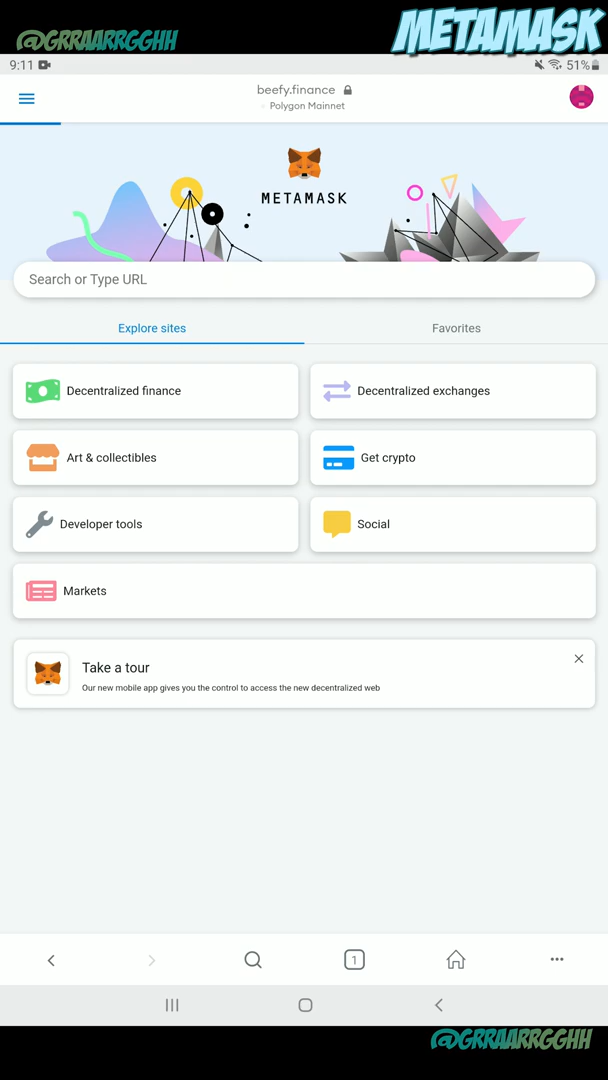 @GRRAARRGGHH
METAMASK
9:11
51%
beefy.finance
Polygon Mainnet
METAMASK
Search or Type URL
Explore sites
Favorites
Decentralized finance
Decentralized exchanges
Art & collectibles
Get crypto
Developer tools
Social
Markets
Take a tour
Our new mobile app gives you the control to access the new decentralized web
1
@GRRAARRGGHH